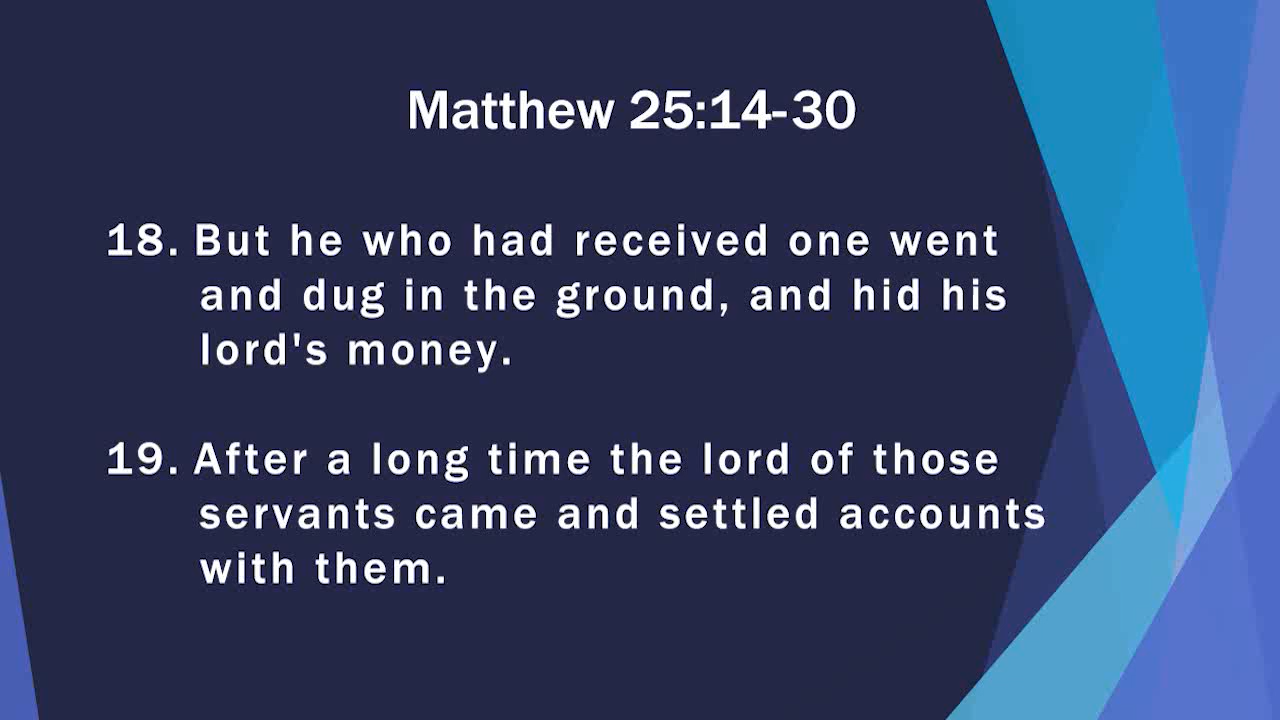 Matthew 25:14-30
18. But he who had received one went
and dug in the ground, and hid his
lord's money.
19. After a long time the lord of those
servants came and settled accounts
with them.